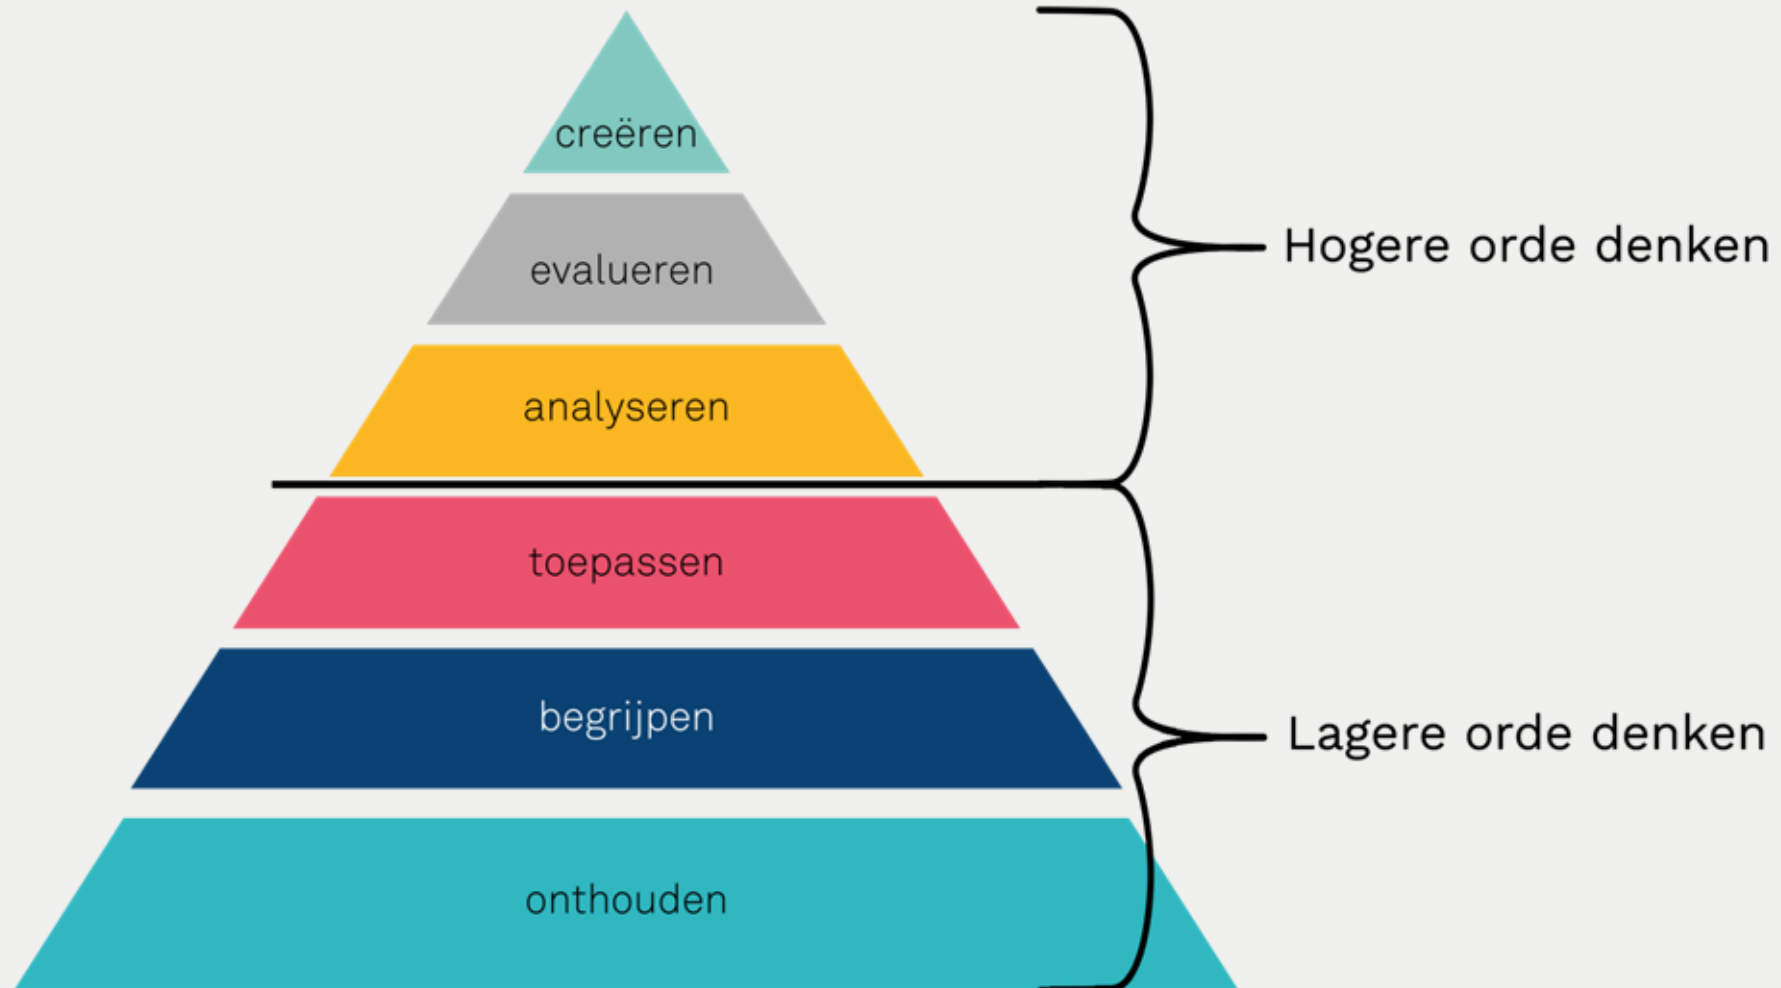 creëren
evalueren
Hogere orde denken
analyseren
toepassen
begrijpen
Lagere orde denken
onthouden